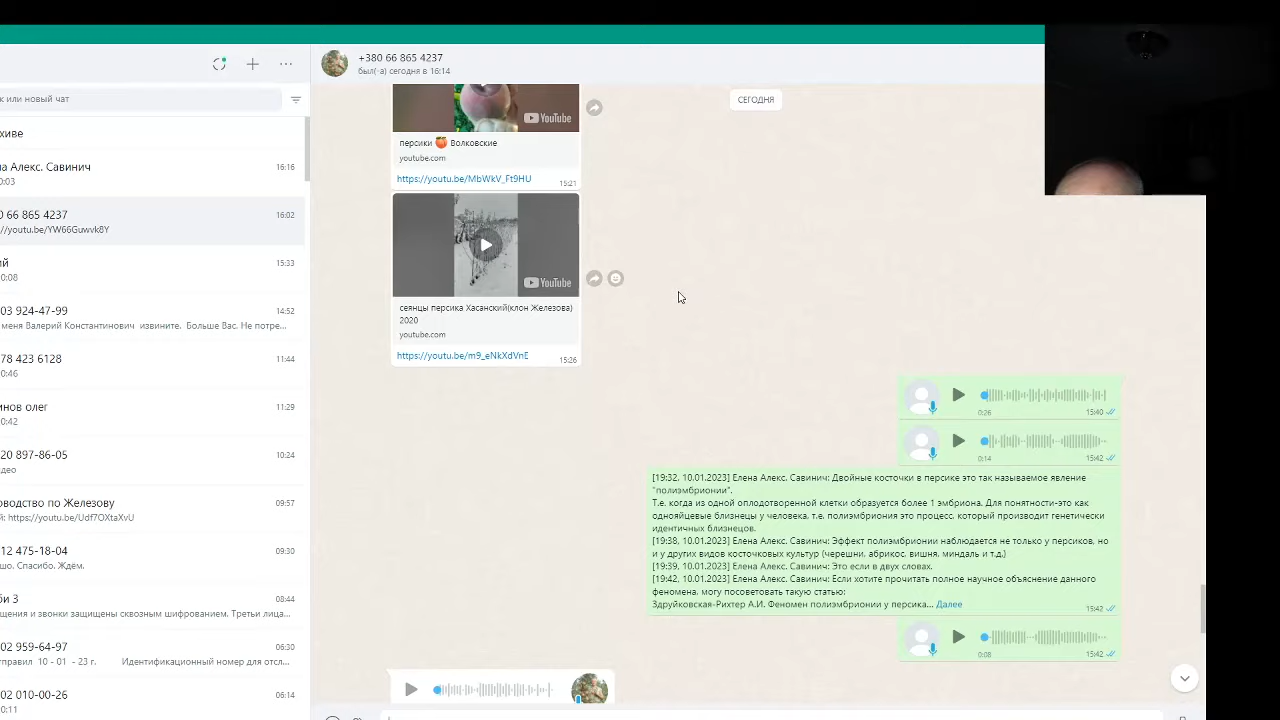 к или новый чат
хиве
на Алекс. Савинич
16:16
0:03
0 66 865 4237
16:02
://youtu.be/YW66Guwvk8Y
ий
15:33
0:08
03 924-47-99
14:52
меня Валерий Константинович извините. Больше Вас. Не потре...
78 423 6128
11:44
0:46
инов олег
11:29
0:42
20 897-86-05
10:24
део
оводство по Железову
09:57
й: https://youtu.be/Udf7OXtaXvU
12 475-18-04
09:30
шо, Спасибо. Ждём.
би 3
08:44
щения и звонки защищены сквозным шифрованием. Третьи лица...
02 959-64-97
06:30
правил 10 - 01 - 23 г. Идентификационный номер для отсл...
02 010-00-26
06:14
0:11
+380 66 865 4237
был(-а) сегодня в 16:14
СЕГОДНЯ
YouTube
персики 🍑 Волковские
youtube.com
https://youtu.be/MbWkV_Ft9HU
15:21
YouTube
сеянцы персика Хасанский(клон Железова)
2020
youtube.com
https://youtu.be/m9_eNkXdVnE
15:26
0:26
15:40
0:14
15:42
[19:32, 10.01.2023] Елена Алекс. Савинич: Двойные косточки в персике это так называемое явление
"полиэмбрионии".
Т.е. когда из одной оплодотворенной клетки образуется более 1 эмбриона. Для понятности-это как
однояйцевые близнецы у человека, т.е. полиэмбриония это процесс, который производит генетически
идентичных близнецов.
[19:38, 10.01.2023] Елена Алекс. Савинич: Эффект полиэмбрионии наблюдается не только у персиков, но
и у других видов косточковых культур (черешни, абрикос, вишня, миндаль и т.д.)
[19:39, 10.01.2023] Елена Алекс. Савинич: Это если в двух словах.
[19:42, 10.01.2023] Елена Алекс. Савинич: Если хотите прочитать полное научное объяснение данного
феномена, могу посоветовать такую статью:
Здруйковская-Рихтер А.И. Феномен полиэмбрионии у персика... Далее
15:42
0:08
15:42